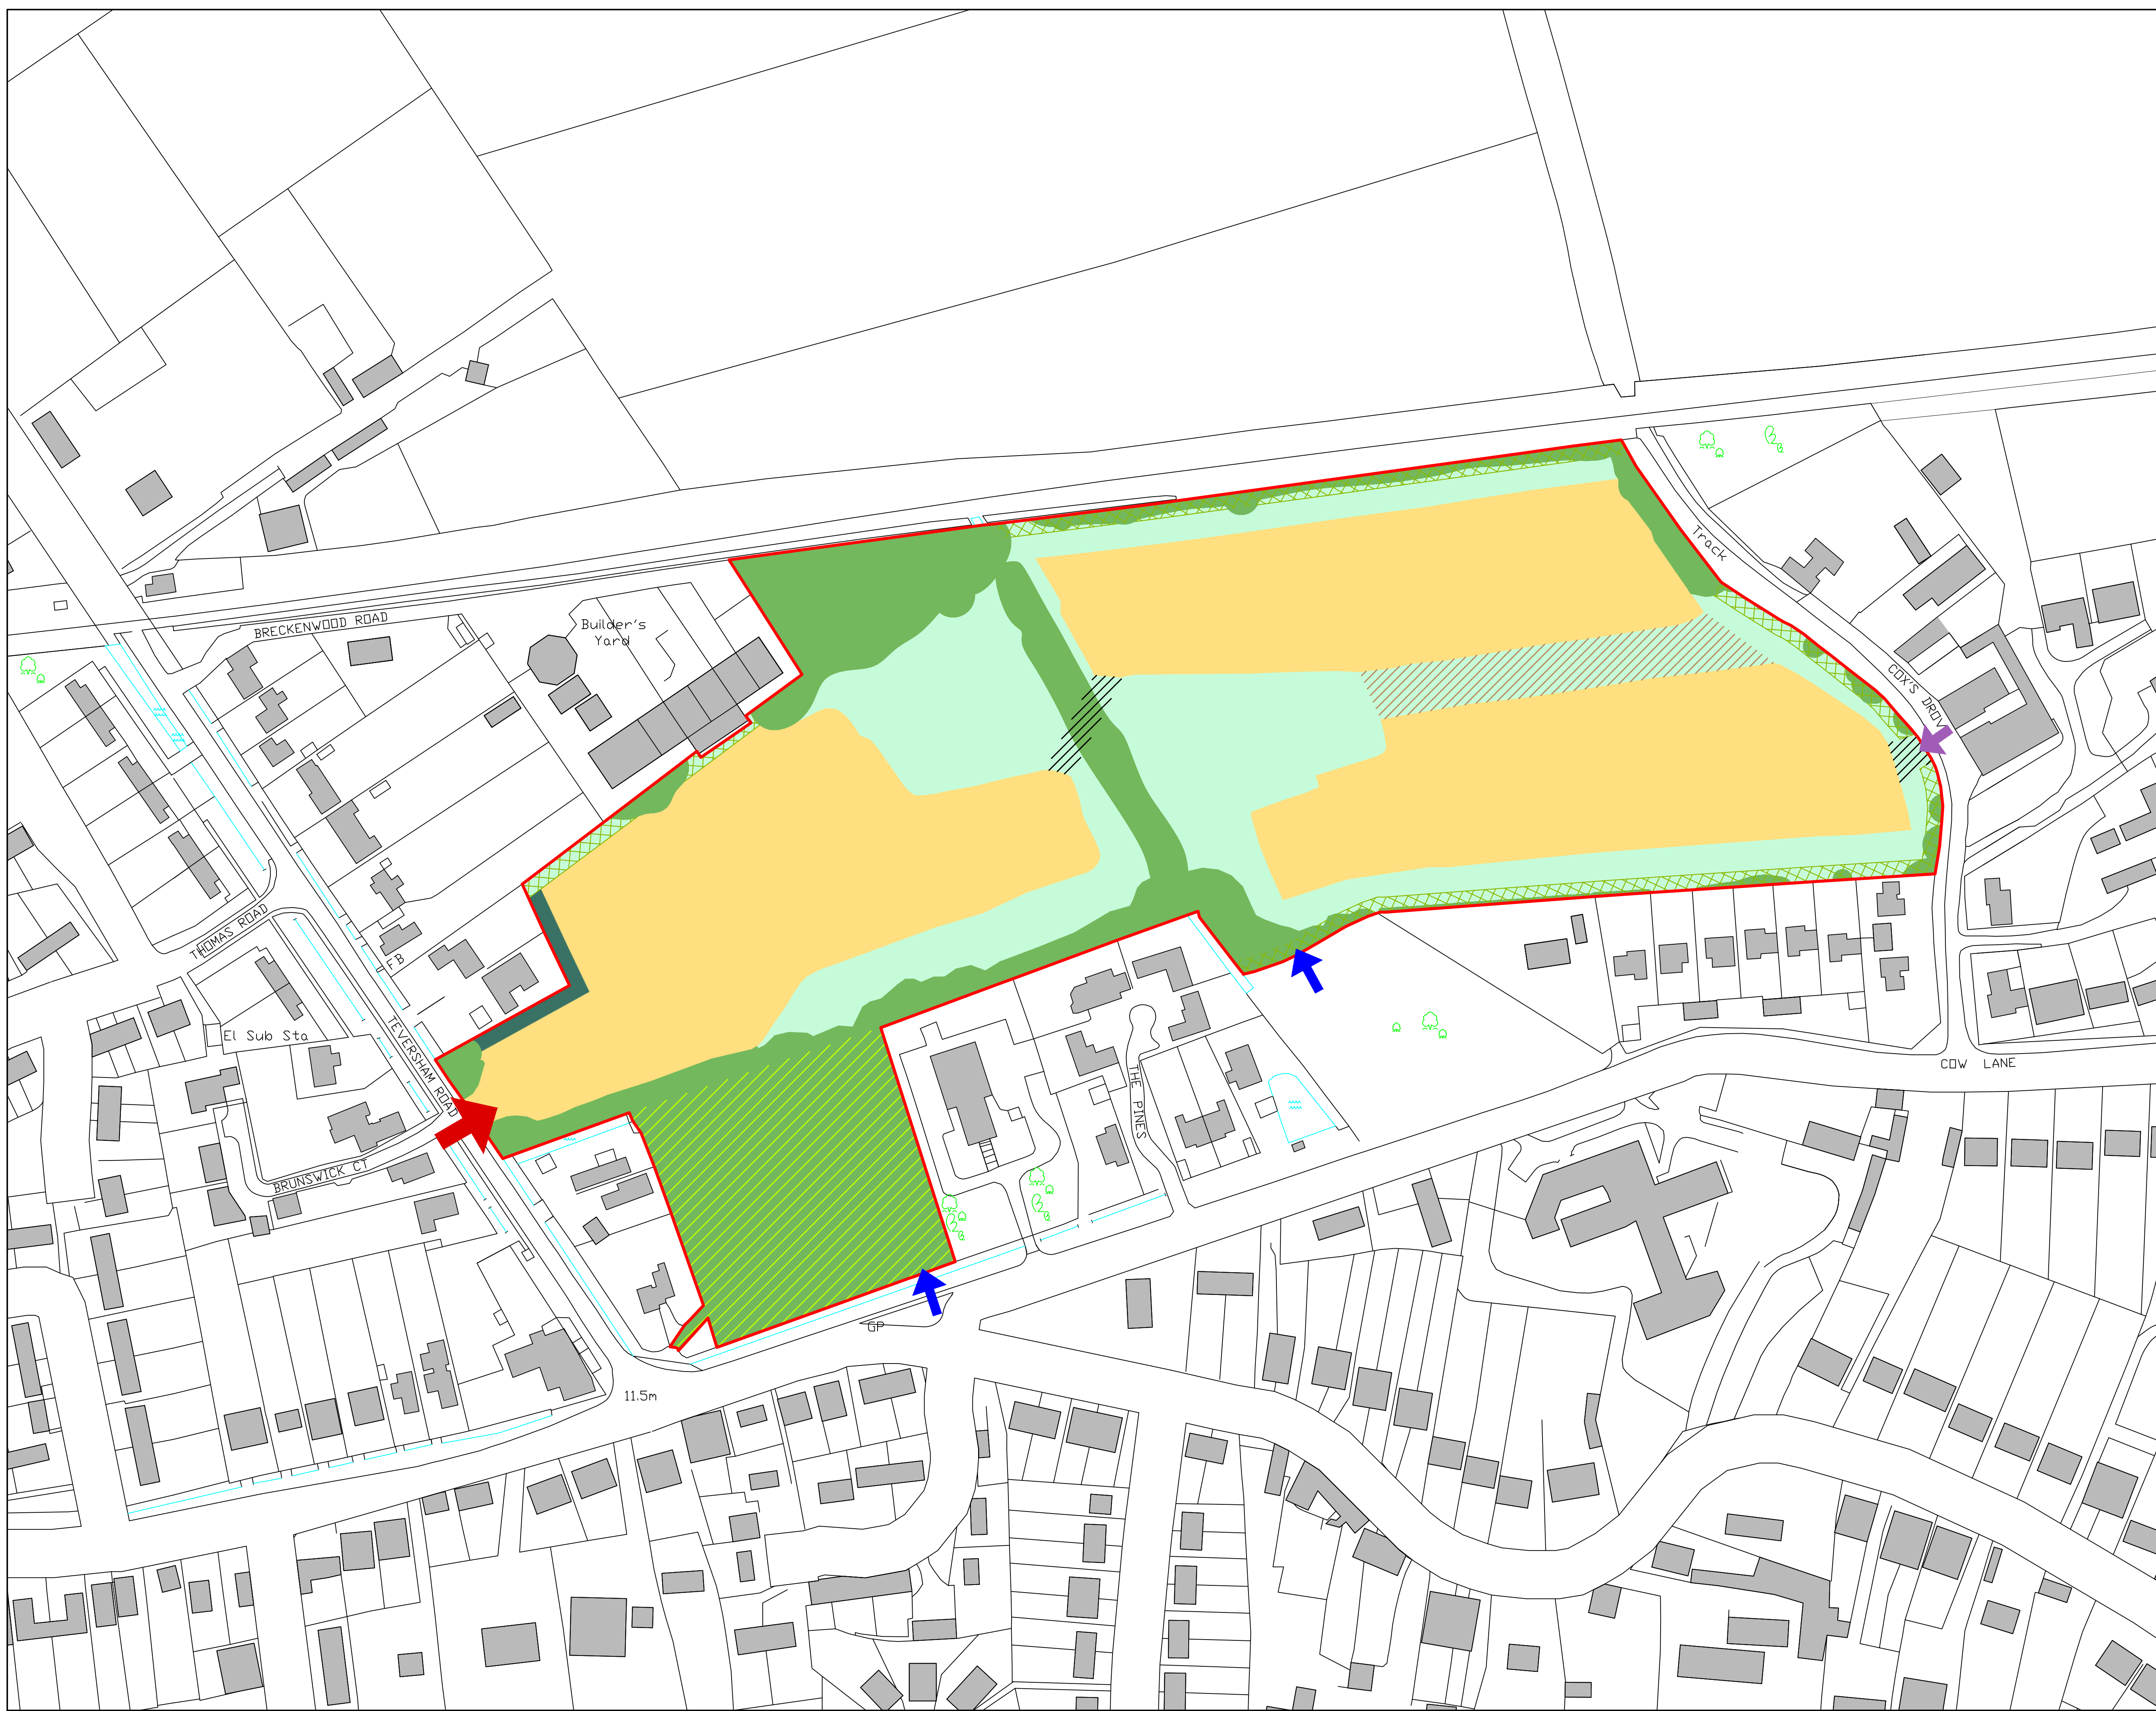 Track
Builder's
Yard
BRECKENWOOD ROAD
COX'S DROV
THOMAS ROAD
FB
El Sub Sta
TEVERSHAM ROAD
COW LANE
THE PINES
BRUNSWICK CT
GP
11.5m